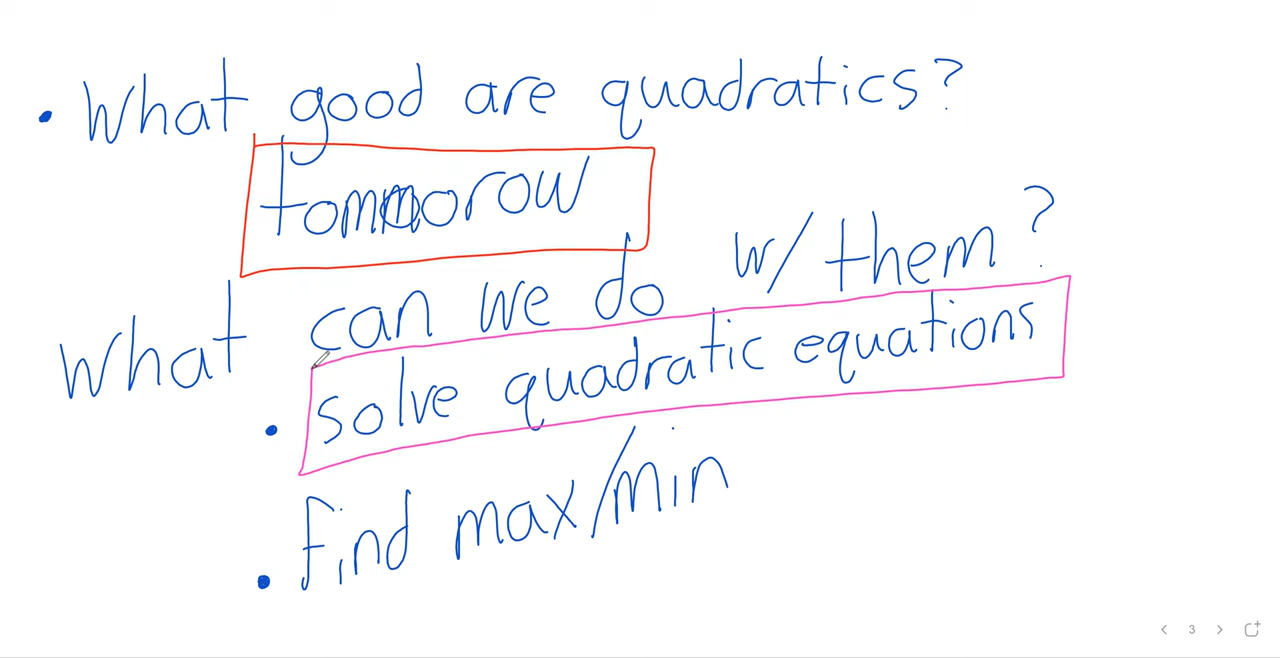 • What good are quadratics?
tommorow
What can we do w/ them?
• solve quadratic equations
• find max/min
3